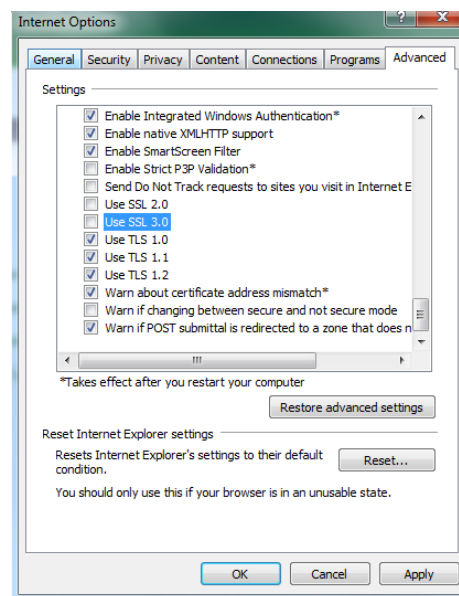 Internet Options
? X
General Security Privacy Content Connections Programs Advanced
Settings
Enable Integrated Windows Authentication*
Enable native XMLHTTP support
Enable SmartScreen Filter
Enable Strict P3P Validation*
Send Do Not Track requests to sites you visit in Internet E
Use SSL 2.0
Use SSL 3.0
Use TLS 1.0
Use TLS 1.1
Use TLS 1.2
Warn about certificate address mismatch*
Warn if changing between secure and not secure mode
Warn if POST submittal is redirected to a zone that does n
*Takes effect after you restart your computer
Restore advanced settings
Reset Internet Explorer settings
Resets Internet Explorer's settings to their default
condition.
Reset...
You should only use this if your browser is in an unusable state.
OK Cancel Apply